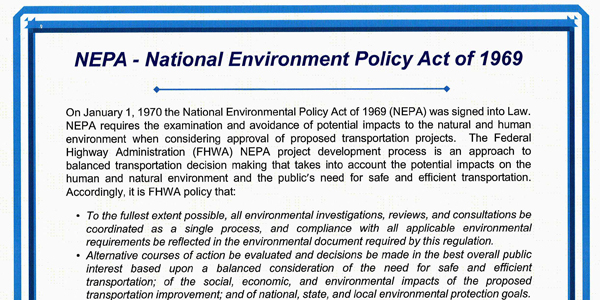 NEPA - National Environment Policy Act of 1969
On January 1, 1970 the National Environmental Policy Act of 1969 (NEPA) was signed into Law.
NEPA requires the examination and avoidance of potential impacts to the natural and human
environment when considering approval of proposed transportation projects. The Federal
Highway Administration (FHWA) NEPA project development process is an approach to
balanced transportation decision making that takes into account the potential impacts on the
human and natural environment and the public's need for safe and efficient transportation.
Accordingly, it is FHWA policy that:
• To the fullest extent possible, all environmental investigations, reviews, and consultations be
coordinated as a single process, and compliance with all applicable environmental
requirements be reflected in the environmental document required by this regulation.
• Alternative courses of action be evaluated and decisions be made in the best overall public
interest based upon a balanced consideration of the need for safe and efficient
transportation; of the social, economic, and environmental impacts of the proposed
transportation improvement; and of national, state, and local environmental protection goals.